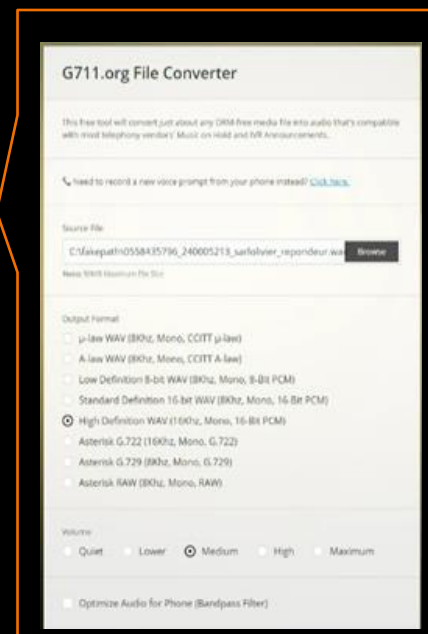 G711.org File Converter
This free tool will convert just about any DRM-free media file into audio that's compatible
with most telephony vendors' Music on Hold and IVR Announcements.
Need to record a new voice prompt from your phone instead? Click here.
Source File
C:\fakepath\0558435796_240005213_sarlolivier_repondeur.wav Browse
Note: 50MB Maximum File Size
Output Format
μ-law WAV (8Khz, Mono, CCITT μ-law)
A-law WAV (8Khz, Mono, CCITT A-law)
Low Definition 8-bit WAV (8Khz, Mono, 8-Bit PCM)
Standard Definition 16-bit WAV (8Khz, Mono, 16-Bit PCM)
High Definition WAV (16Khz, Mono, 16-Bit PCM)
Asterisk G.722 (16Khz, Mono, G.722)
Asterisk G.729 (8Khz, Mono, G.729)
Asterisk RAW (8Khz, Mono, RAW)
Volume
Quiet Lower Medium High Maximum
Optimize Audio for Phone (Bandpass Filter)